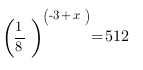 (1/8)^(-3+x) = 512